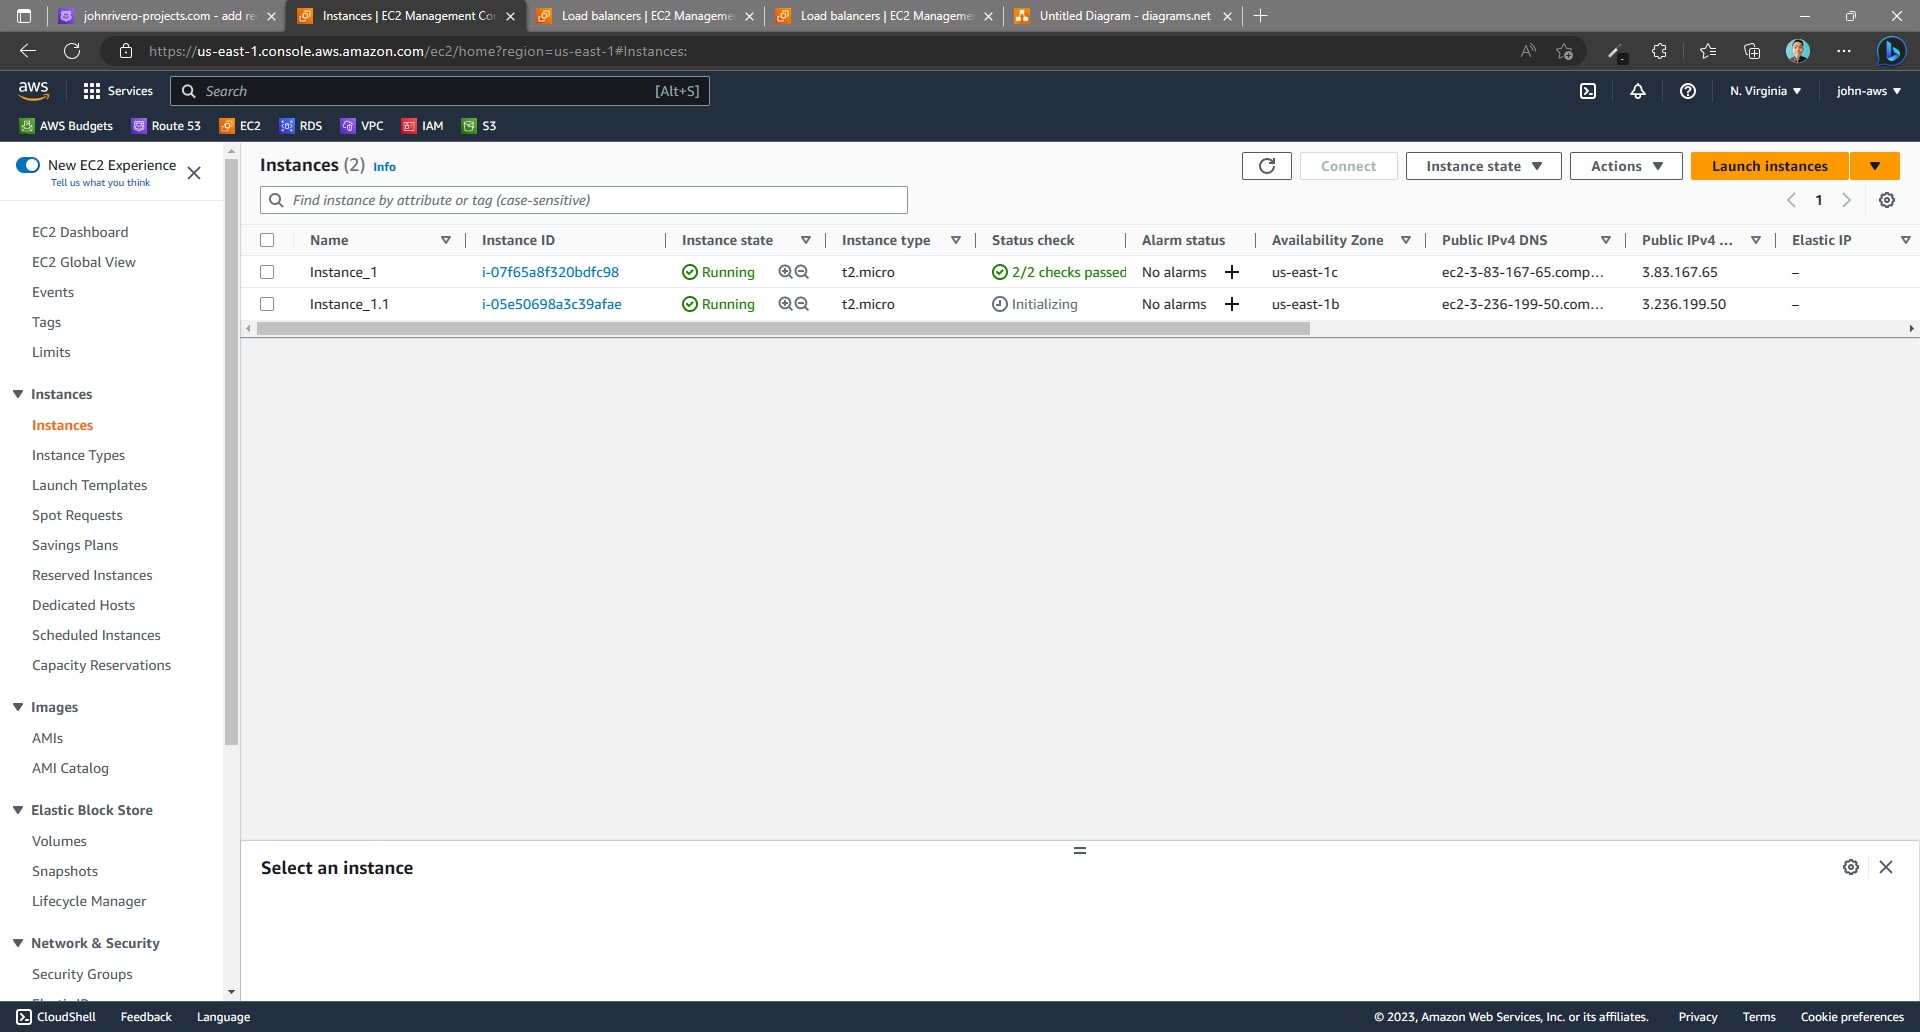 johnrivero-projects.com - add re
Instances | EC2 Management Cor
Load balancers | EC2 Manageme
Load balancers | EC2 Manageme
Untitled Diagram - diagrams.net
https://us-east-1.console.aws.amazon.com/ec2/home?region=us-east-1#Instances:
aws
Services
Search
[Alt+S]
N. Virginia
john-aws
AWS Budgets
Route 53
EC2
RDS
VPC
IAM
S3
New EC2 Experience
Tell us what you think
EC2 Dashboard
EC2 Global View
Events
Tags
Limits
Instances
Instances
Instance Types
Launch Templates
Spot Requests
Savings Plans
Reserved Instances
Dedicated Hosts
Scheduled Instances
Capacity Reservations
Images
AMIs
AMI Catalog
Elastic Block Store
Volumes
Snapshots
Lifecycle Manager
Network & Security
Security Groups
Instances (2) Info
Connect
Instance state
Actions
Launch instances
Find instance by attribute or tag (case-sensitive)
1
Name Instance ID Instance state Instance type Status check Alarm status Availability Zone Public IPv4 DNS Public IPv4 ... Elastic IP
Instance_1 i-07f65a8f320bdfc98 Running t2.micro 2/2 checks passed No alarms + us-east-1c ec2-3-83-167-65.comp... 3.83.167.65 –
Instance_1.1 i-05e50698a3c39afae Running t2.micro Initializing No alarms + us-east-1b ec2-3-236-199-50.com... 3.236.199.50 –
Select an instance
CloudShell
Feedback
Language
© 2023, Amazon Web Services, Inc. or its affiliates.
Privacy
Terms
Cookie preferences